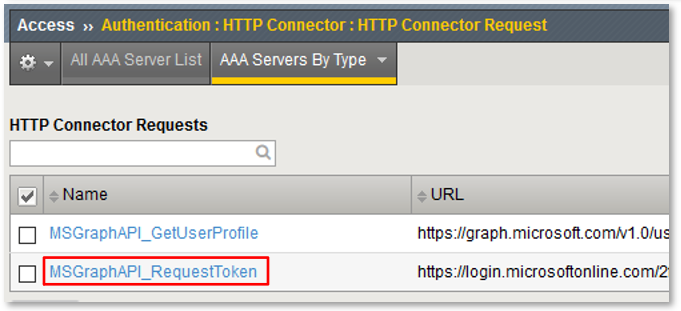 Access ›› Authentication : HTTP Connector : HTTP Connector Request
All AAA Server List AAA Servers By Type
HTTP Connector Requests
Name URL
MSGraphAPI_GetUserProfile https://graph.microsoft.com/v1.0/us
MSGraphAPI_RequestToken https://login.microsoftonline.com/2